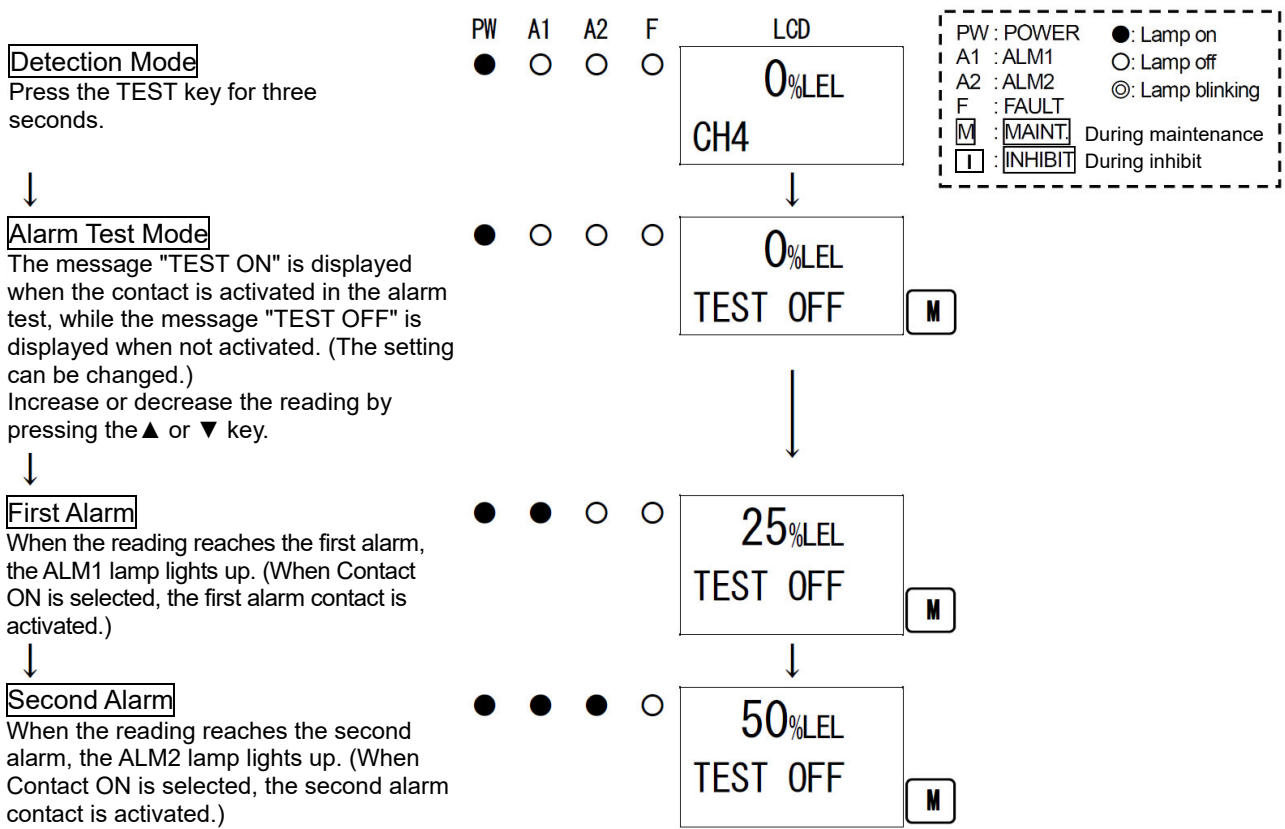 PW A1 A2 F LCD
PW : POWER ●: Lamp on
A1 : ALM1 ○: Lamp off
A2 : ALM2 ◎: Lamp blinking
F : FAULT
M : MAINT. During maintenance
I : INHIBIT During inhibit
Detection Mode
Press the TEST key for three
seconds.
● ○ ○ ○
0%LEL
CH4
↓ ↓
Alarm Test Mode
The message "TEST ON" is displayed
when the contact is activated in the alarm
test, while the message "TEST OFF" is
displayed when not activated. (The setting
can be changed.)
Increase or decrease the reading by
pressing the▲ or ▼ key.
● ○ ○ ○
0%LEL
TEST OFF
M
↓ ↓
First Alarm
When the reading reaches the first alarm,
the ALM1 lamp lights up. (When Contact
ON is selected, the first alarm contact is
activated.)
● ● ○ ○
25%LEL
TEST OFF
M
↓ ↓
Second Alarm
When the reading reaches the second
alarm, the ALM2 lamp lights up. (When
Contact ON is selected, the second alarm
contact is activated.)
● ● ● ○
50%LEL
TEST OFF
M